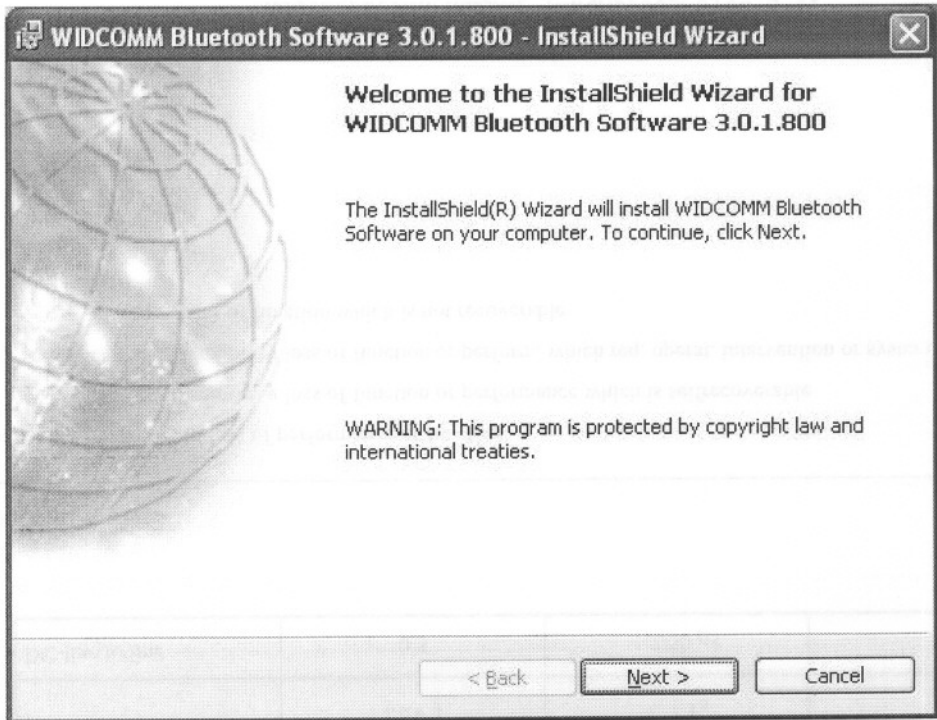 WIDCOMM Bluetooth Software 3.0.1.800 - InstallShield Wizard
Welcome to the InstallShield Wizard for
WIDCOMM Bluetooth Software 3.0.1.800
The InstallShield(R) Wizard will install WIDCOMM Bluetooth
Software on your computer. To continue, click Next.
WARNING: This program is protected by copyright law and
international treaties.
< Back
Next >
Cancel